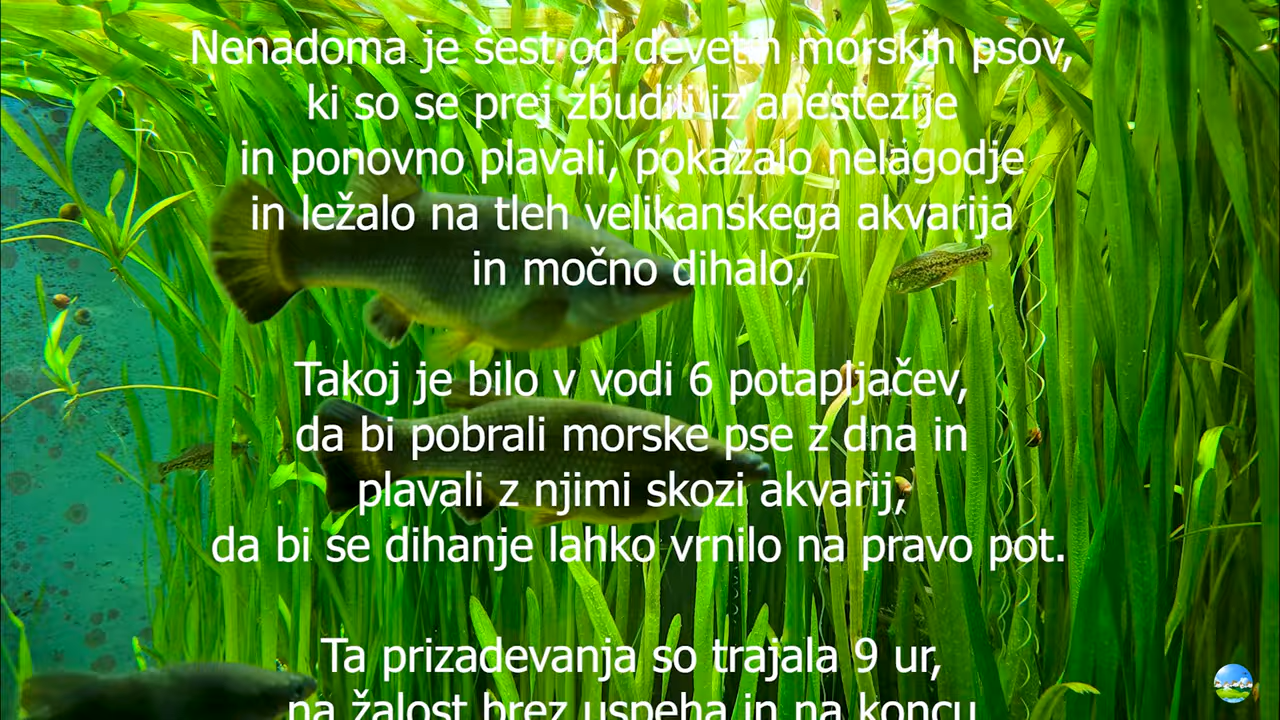 Nenadoma je šest od devetih morskih psov,
ki so se prej zbudili iz anestezije
in ponovno plavali, pokazalo nelagodje
in ležalo na tleh velikanskega akvarija
in močno dihalo.
Takoj je bilo v vodi 6 potapljačev,
da bi pobrali morske pse z dna in
plavali z njimi skozi akvarij,
da bi se dihanje lahko vrnilo na pravo pot.
Ta prizadevanja so trajala 9 ur,
na žalost brez uspeha in na koncu